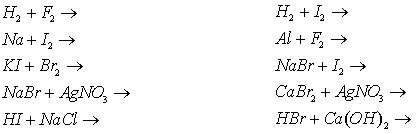 H₂ + F₂ →
Na + I₂ →
KI + Br₂ →
NaBr + AgNO₃ →
HI + NaCl →
H₂ + I₂ →
Al + F₂ →
NaBr + I₂ →
CaBr₂ + AgNO₃ →
HBr + Ca(OH)₂ →